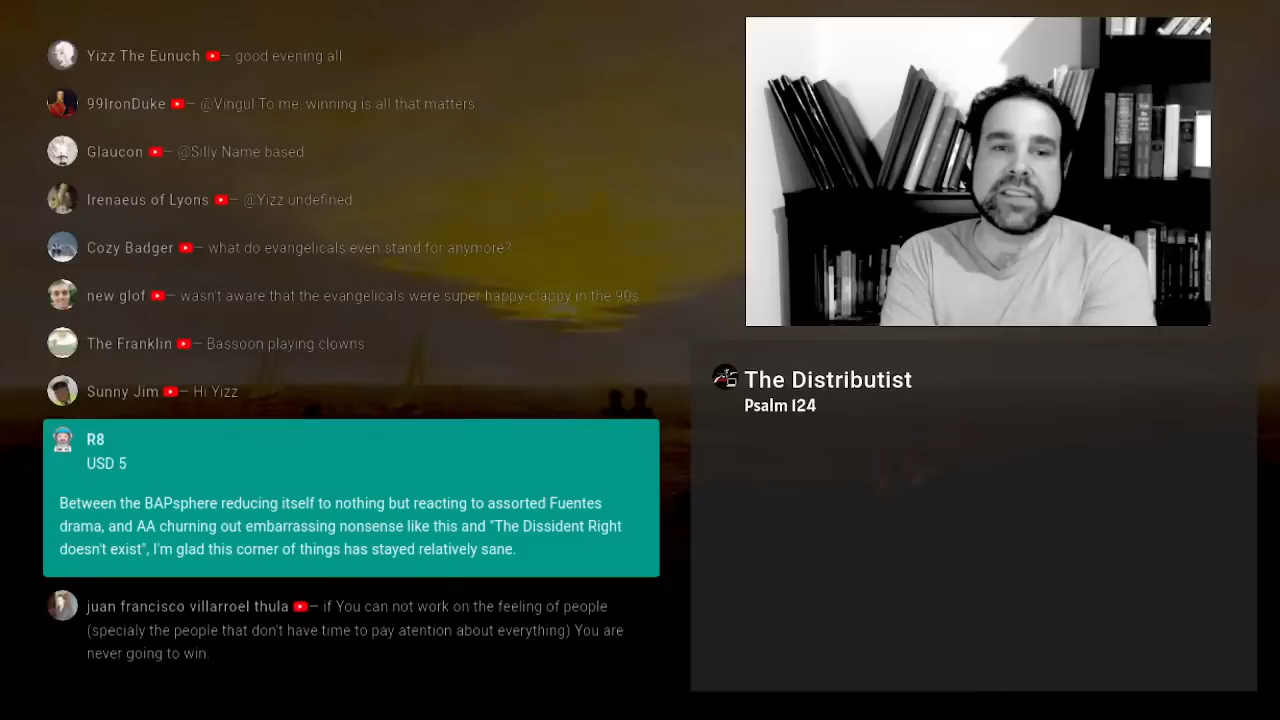 Yizz The Eunuch — good evening all
99IronDuke — @Vingul To me: winning is all that matters
Glaucon — @Silly Name based
Irenaeus of Lyons — @Yizz undefined
Cozy Badger — what do evangelicals even stand for anymore?
new glof — wasn't aware that the evangelicals were super happy-clappy in the 90s
The Franklin — Bassoon playing clowns
Sunny Jim — Hi Yizz
R8
USD 5
Between the BAPsphere reducing itself to nothing but reacting to assorted Fuentes
drama, and AA churning out embarrassing nonsense like this and "The Dissident Right
doesn't exist", I'm glad this corner of things has stayed relatively sane.
juan francisco villarroel thula — if You can not work on the feeling of people
(specialy the people that don't have time to pay atention about everything) You are
never going to win.
The Distributist
Psalm 124